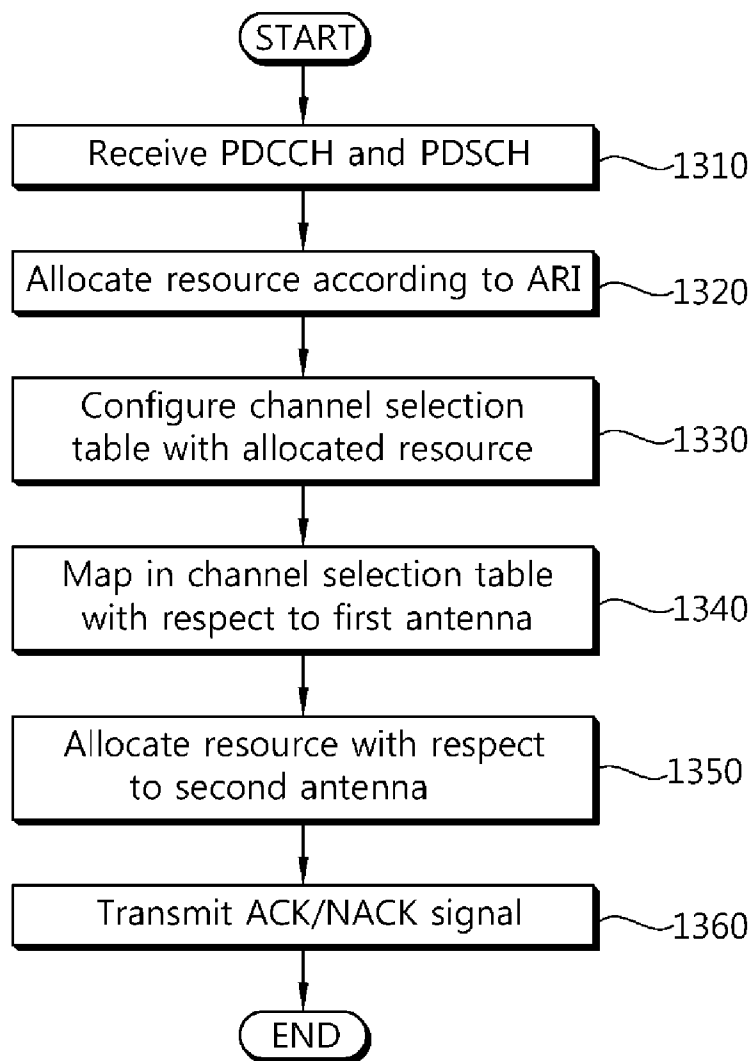 START
Receive PDCCH and PDSCH
1310
Allocate resource according to ARI
1320
Configure channel selection
table with allocated resource
1330
Map in channel selection table
with respect to first antenna
1340
Allocate resource with respect
to second antenna
1350
Transmit ACK/NACK signal
1360
END